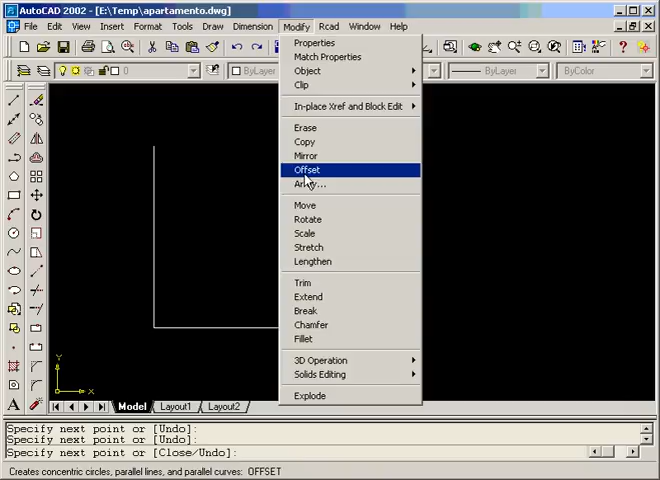 AutoCAD 2002 - [E:\Temp\apartamento.dwg]
File Edit View Insert Format Tools Draw Dimension Modify Rcad Window Help
0 ByLayer ByLayer ByColor
Properties
Match Properties
Object
Clip
In-place Xref and Block Edit
Erase
Copy
Mirror
Offset
Array...
Move
Rotate
Scale
Stretch
Lengthen
Trim
Extend
Break
Chamfer
Fillet
3D Operation
Solids Editing
Explode
Y
X
A
Model Layout1 Layout2
Specify next point or [Undo]:
Specify next point or [Undo]:
Specify next point or [Close/Undo]:
Creates concentric circles, parallel lines, and parallel curves: OFFSET